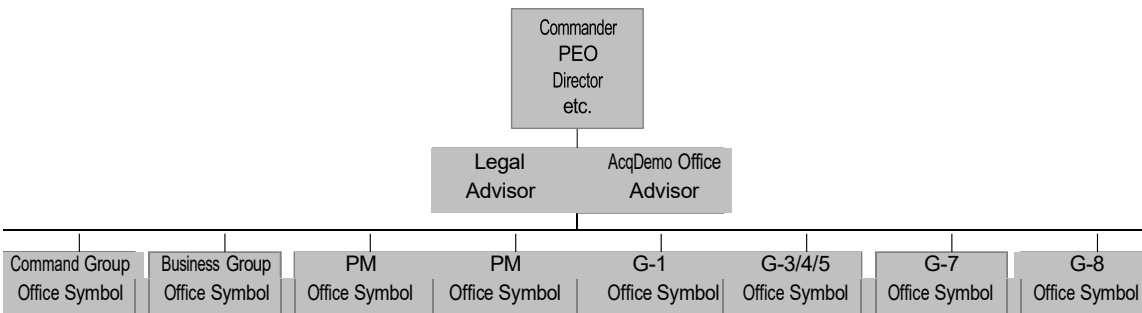 Commander
PEO
Director
etc.
Legal
Advisor
AcqDemo Office
Advisor
Command Group
Office Symbol
Business Group
Office Symbol
PM
Office Symbol
PM
Office Symbol
G-1
Office Symbol
G-3/4/5
Office Symbol
G-7
Office Symbol
G-8
Office Symbol